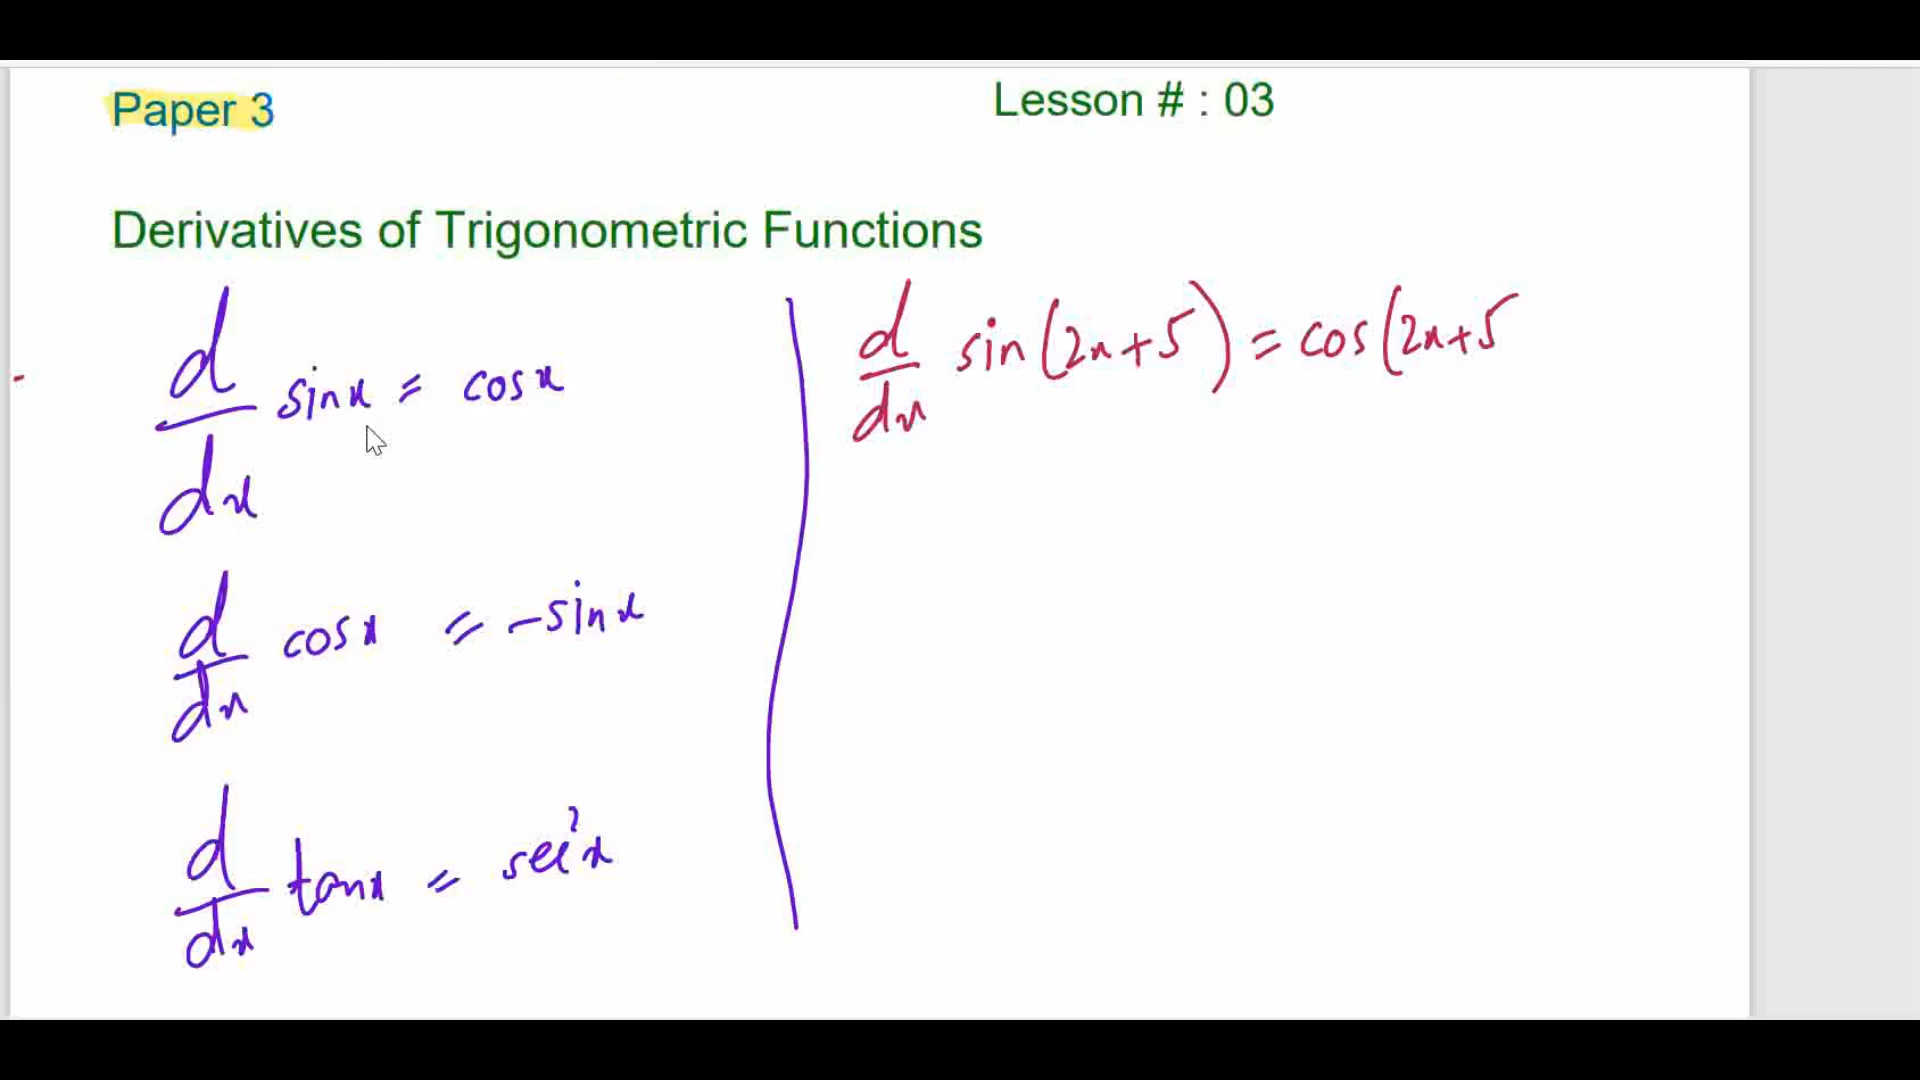 Paper 3
Lesson # : 03
Derivatives of Trigonometric Functions
d/dx sinx = cosx
d/dx cosx = -sinx
d/dx tanx = sec²x
d/dx sin(2x+5) = cos(2x+5